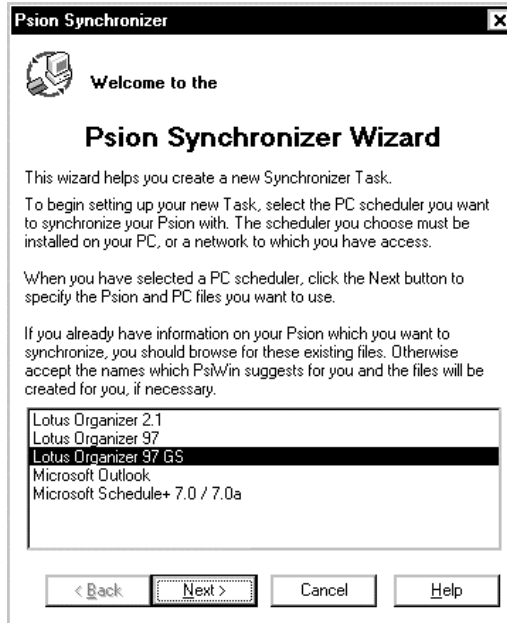 Psion Synchronizer
Welcome to the
Psion Synchronizer Wizard
This wizard helps you create a new Synchronizer Task.
To begin setting up your new Task, select the PC scheduler you want
to synchronize your Psion with. The scheduler you choose must be
installed on your PC, or a network to which you have access.
When you have selected a PC scheduler, click the Next button to
specify the Psion and PC files you want to use.
If you already have information on your Psion which you want to
synchronize, you should browse for these existing files. Otherwise
accept the names which PsiWin suggests for you and the files will be
created for you, if necessary.
Lotus Organizer 2.1
Lotus Organizer 97
Lotus Organizer 97 GS
Microsoft Outlook
Microsoft Schedule+ 7.0 / 7.0a
< Back Next > Cancel Help